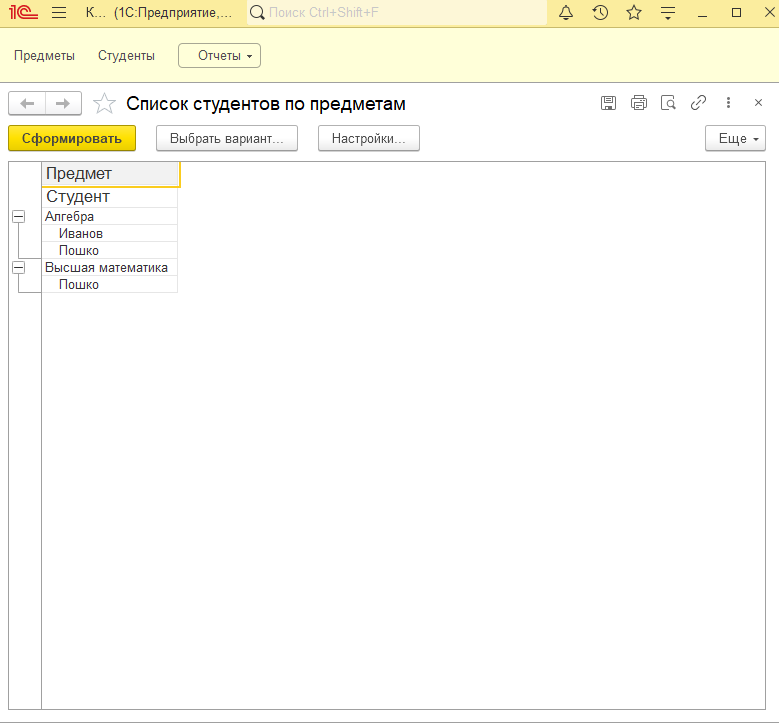 1С К... (1С:Предприятие,... Поиск Ctrl+Shift+F
Предметы Студенты Отчеты
Список студентов по предметам
Сформировать Выбрать вариант... Настройки... Еще
Предмет
Студент
Алгебра
Иванов
Пошко
Высшая математика
Пошко